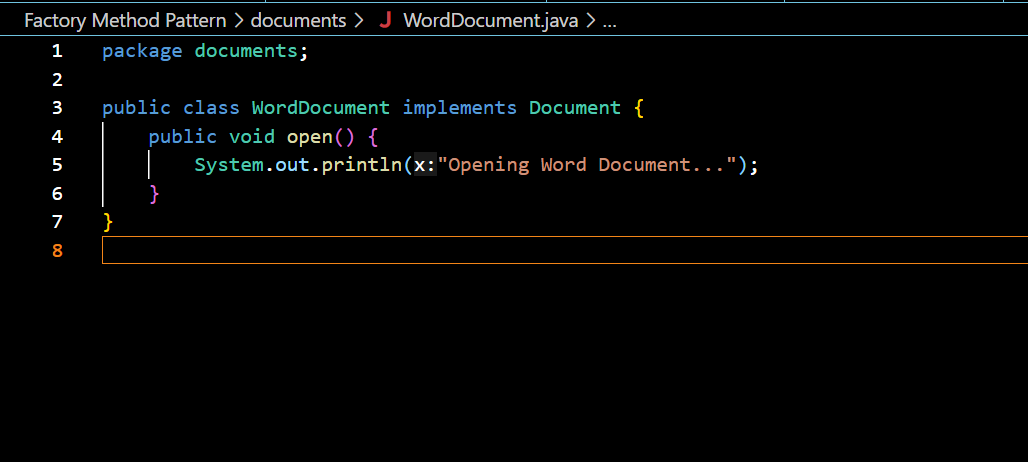 Factory Method Pattern > documents > J WordDocument.java > ...
1 package documents;
2
3 public class WordDocument implements Document {
4 public void open() {
5 System.out.println(x:"Opening Word Document...");
6 }
7 }
8